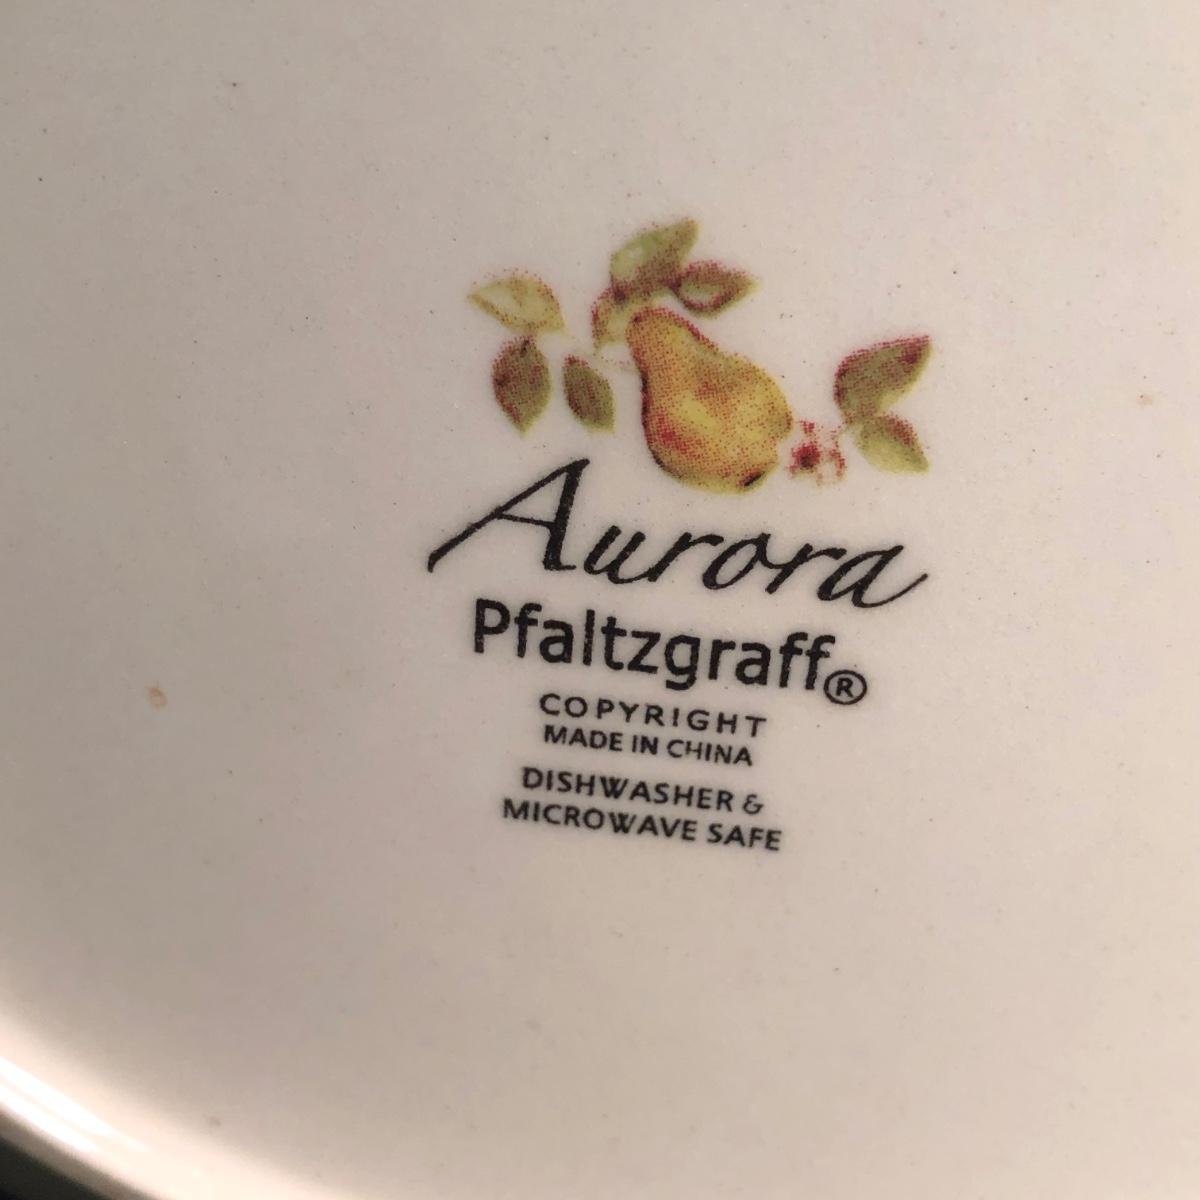 Aurora
Pfaltzgraff®
COPYRIGHT
MADE IN CHINA
DISHWASHER &
MICROWAVE SAFE